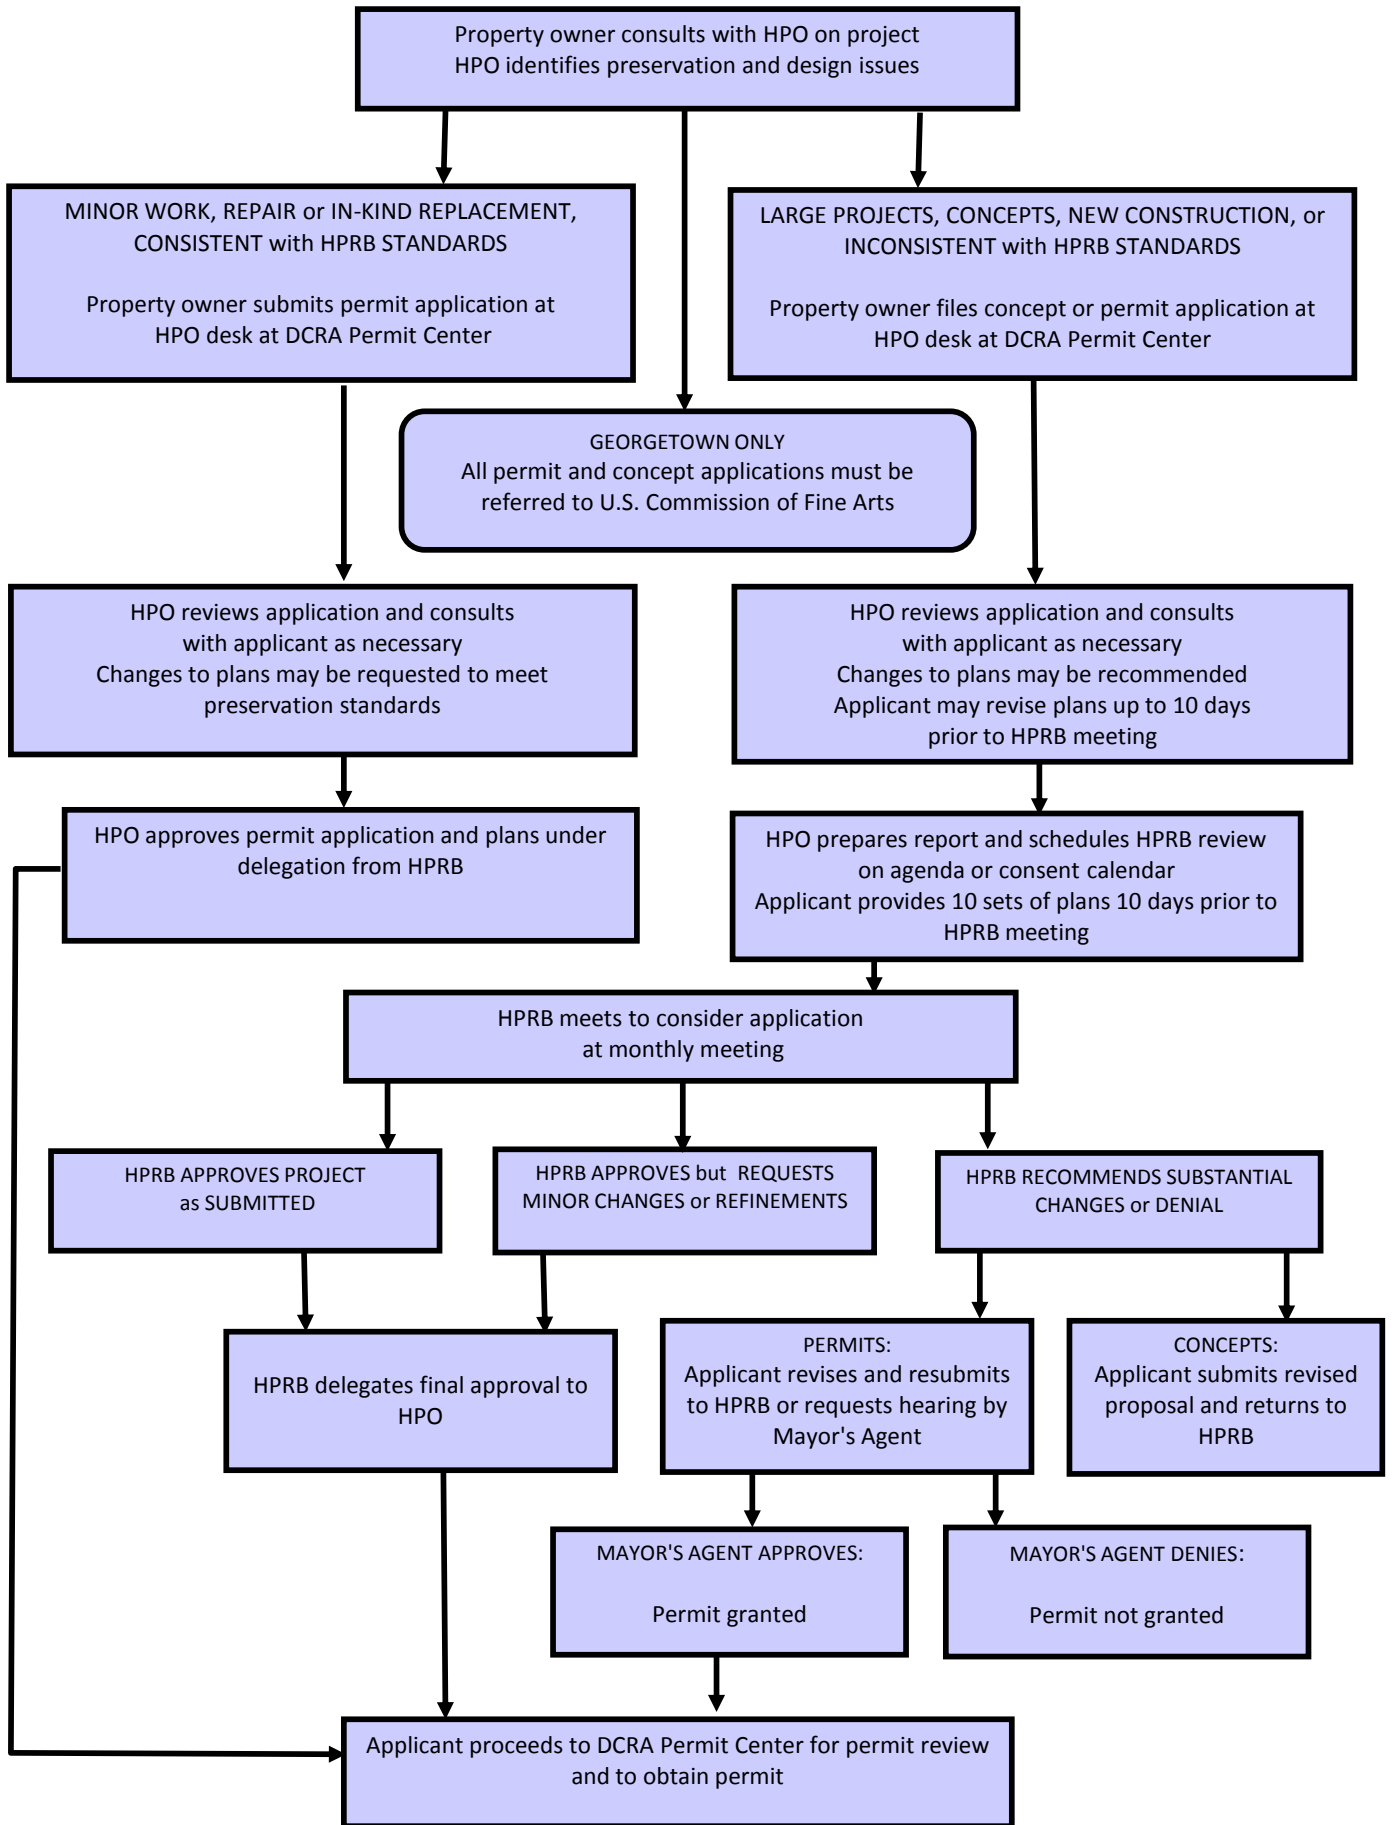 Property owner consults with HPO on project
HPO identifies preservation and design issues
MINOR WORK, REPAIR or IN-KIND REPLACEMENT,
CONSISTENT with HPRB STANDARDS
Property owner submits permit application at
HPO desk at DCRA Permit Center
LARGE PROJECTS, CONCEPTS, NEW CONSTRUCTION, or
INCONSISTENT with HPRB STANDARDS
Property owner files concept or permit application at
HPO desk at DCRA Permit Center
GEORGETOWN ONLY
All permit and concept applications must be
referred to U.S. Commission of Fine Arts
HPO reviews application and consults
with applicant as necessary
Changes to plans may be requested to meet
preservation standards
HPO reviews application and consults
with applicant as necessary
Changes to plans may be recommended
Applicant may revise plans up to 10 days
prior to HPRB meeting
HPO approves permit application and plans under
delegation from HPRB
HPO prepares report and schedules HPRB review
on agenda or consent calendar
Applicant provides 10 sets of plans 10 days prior to
HPRB meeting
HPRB meets to consider application
at monthly meeting
HPRB APPROVES PROJECT
as SUBMITTED
HPRB APPROVES but REQUESTS
MINOR CHANGES or REFINEMENTS
HPRB RECOMMENDS SUBSTANTIAL
CHANGES or DENIAL
HPRB delegates final approval to
HPO
PERMITS:
Applicant revises and resubmits
to HPRB or requests hearing by
Mayor's Agent
CONCEPTS:
Applicant submits revised
proposal and returns to
HPRB
MAYOR'S AGENT APPROVES:
Permit granted
MAYOR'S AGENT DENIES:
Permit not granted
Applicant proceeds to DCRA Permit Center for permit review
and to obtain permit